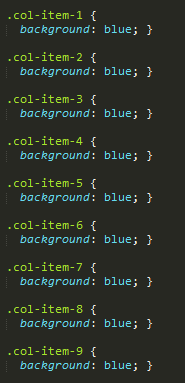 .col-item-1 {
background: blue; }
.col-item-2 {
background: blue; }
.col-item-3 {
background: blue; }
.col-item-4 {
background: blue; }
.col-item-5 {
background: blue; }
.col-item-6 {
background: blue; }
.col-item-7 {
background: blue; }
.col-item-8 {
background: blue; }
.col-item-9 {
background: blue; }